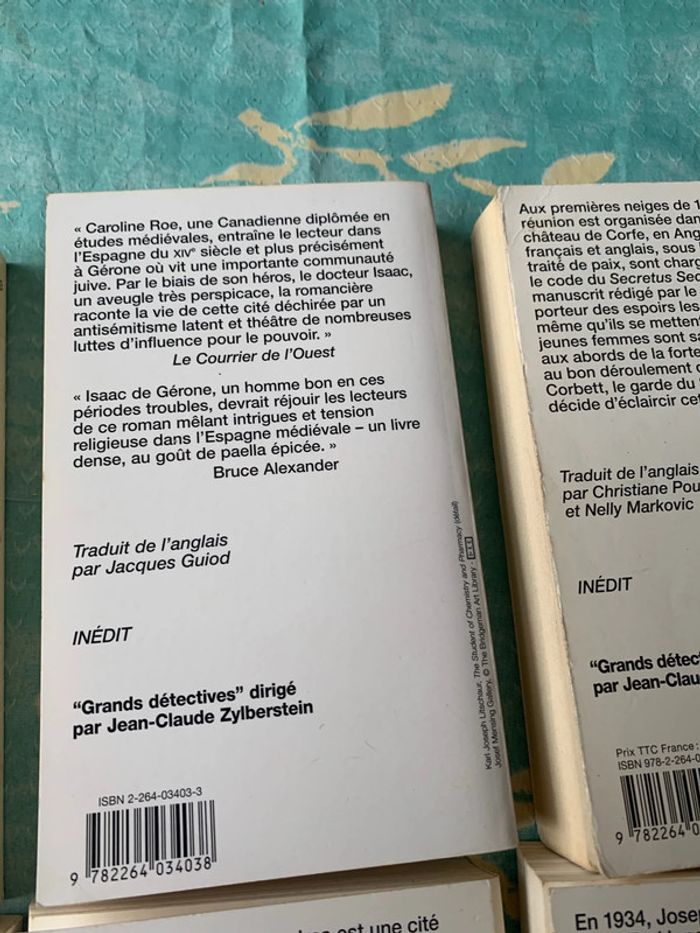 « Caroline Roe, une Canadienne diplômée en
études médiévales, entraîne le lecteur dans
l'Espagne du XIVe siècle et plus précisément
à Gérone où vit une importante communauté
juive. Par le biais de son héros, le docteur Isaac,
un aveugle très perspicace, la romancière
raconte la vie de cette cité déchirée par un
antisémitisme latent et théâtre de nombreuses
luttes d'influence pour le pouvoir. »
Le Courrier de l'Ouest
« Isaac de Gérone, un homme bon en ces
périodes troubles, devrait réjouir les lecteurs
de ce roman mêlant intrigues et tension
religieuse dans l'Espagne médiévale – un livre
dense, au goût de paella épicée. »
Bruce Alexander
Traduit de l'anglais
par Jacques Guiod
INÉDIT
"Grands détectives" dirigé
par Jean-Claude Zylberstein
ISBN 2-264-03403-3
9 782264 034038
Karl Joseph Litschaur, The Student of Chemistry and Pharmacy (détail)
Josef Mensing Gallery, © The Bridgeman Art Library -
Aux premières neiges de 1
réunion est organisée dan
château de Corfe, en Ang
français et anglais, sous
traité de paix, sont charg
le code du Secretus Sec
manuscrit rédigé par le
porteur des espoirs les
même qu'ils se metten
jeunes femmes sont sa
aux abords de la forte
au bon déroulement d
Corbett, le garde du
décide d'éclaircir cet
Traduit de l'anglais
par Christiane Pou
et Nelly Markovic
INÉDIT
"Grands détec
par Jean-Clau
Prix TTC France :
ISBN 978-2-264-0
9 782264 0
est une cité
En 1934, Josep